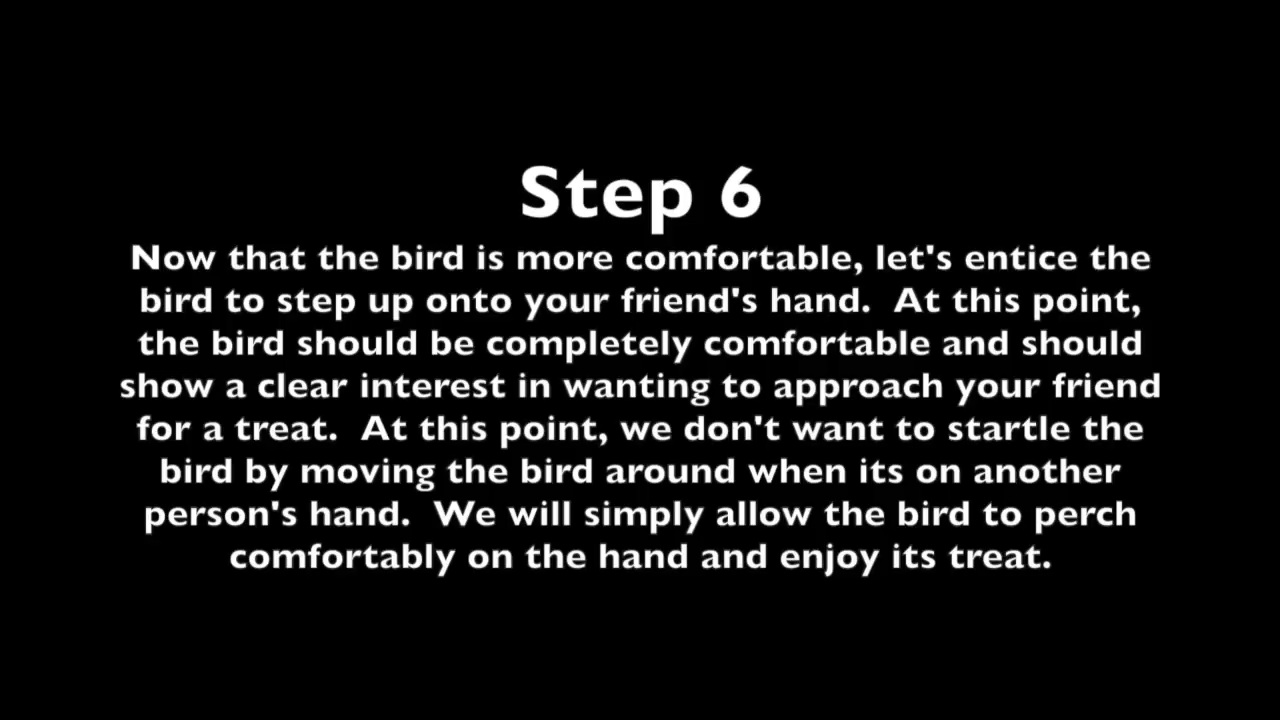 Step 6
Now that the bird is more comfortable, let's entice the
bird to step up onto your friend's hand.  At this point,
the bird should be completely comfortable and should
show a clear interest in wanting to approach your friend
for a treat.  At this point, we don't want to startle the
bird by moving the bird around when its on another
person's hand.  We will simply allow the bird to perch
comfortably on the hand and enjoy its treat.